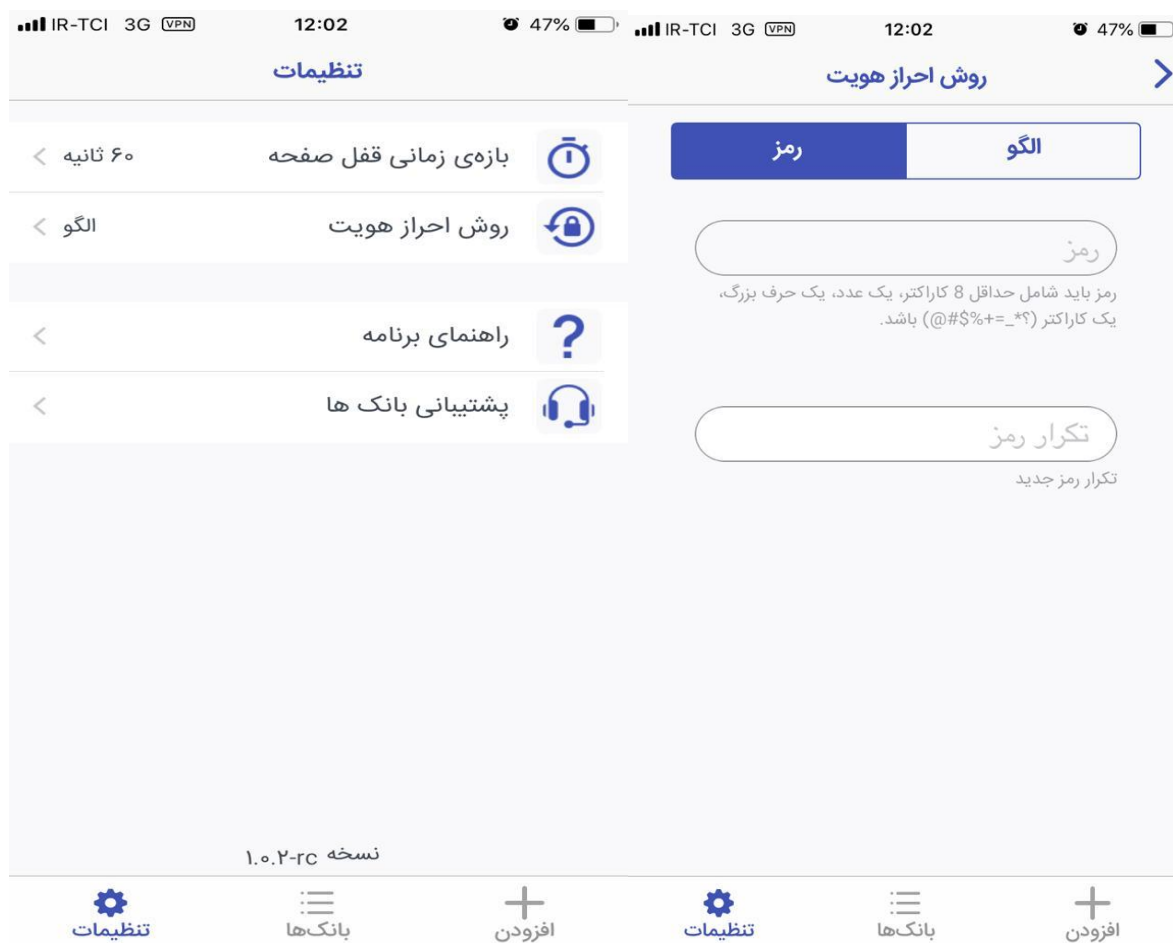 IR-TCI 3G VPN 12:02 47%
تنظیمات
بازه‌ی زمانی قفل صفحه ۶۰ ثانیه
روش احراز هویت الگو
راهنمای برنامه
پشتیبانی بانک ها
نسخه ۱.۰.۲-rc
افزودن بانک‌ها تنظیمات
IR-TCI 3G VPN 12:02 47%
روش احراز هویت
الگو رمز
رمز
رمز باید شامل حداقل 8 کاراکتر، یک عدد، یک حرف بزرگ،
یک کاراکتر (؟*_=+%$#@) باشد.
تکرار رمز
تکرار رمز جدید
افزودن بانک‌ها تنظیمات